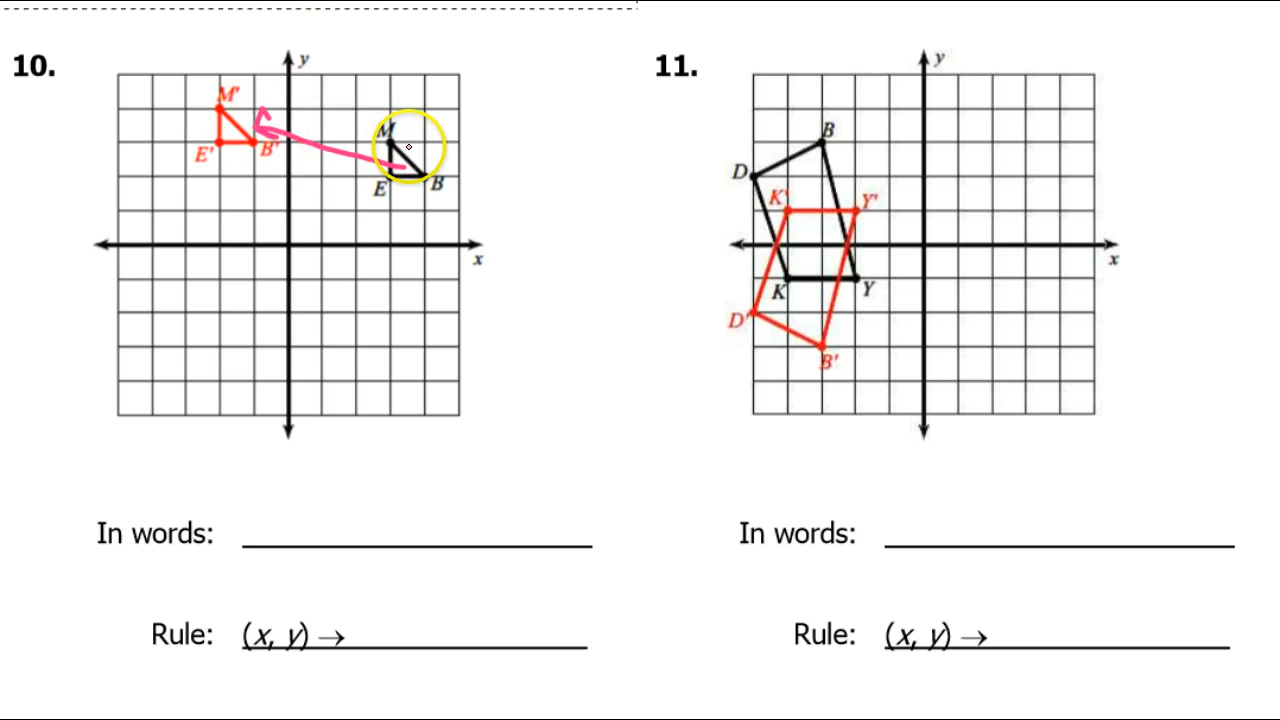 10.
y
M'
E'
B'
M
E
B
x
In words:
Rule: (x, y) →
11.
y
B
D
K'
Y'
x
K
Y
D'
B'
In words:
Rule: (x, y) →